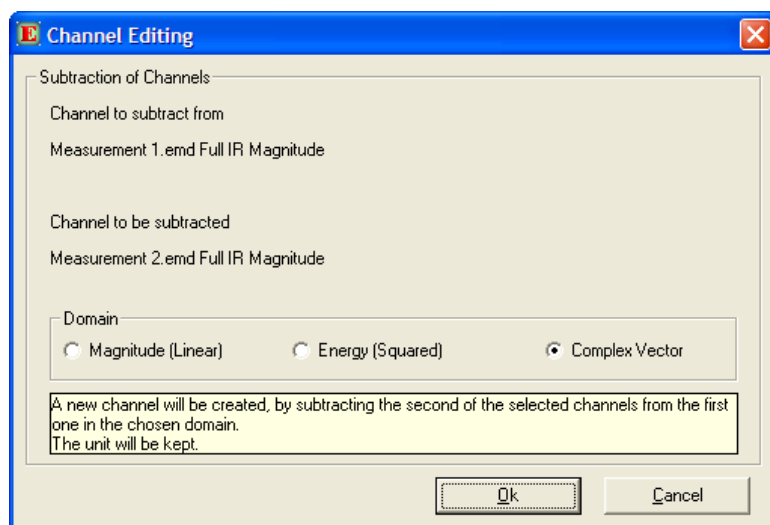 E Channel Editing
Subtraction of Channels
Channel to subtract from
Measurement 1.emd Full IR Magnitude
Channel to be subtracted
Measurement 2.emd Full IR Magnitude
Domain
Magnitude (Linear) Energy (Squared) Complex Vector
A new channel will be created, by subtracting the second of the selected channels from the first
one in the chosen domain.
The unit will be kept.
Ok Cancel